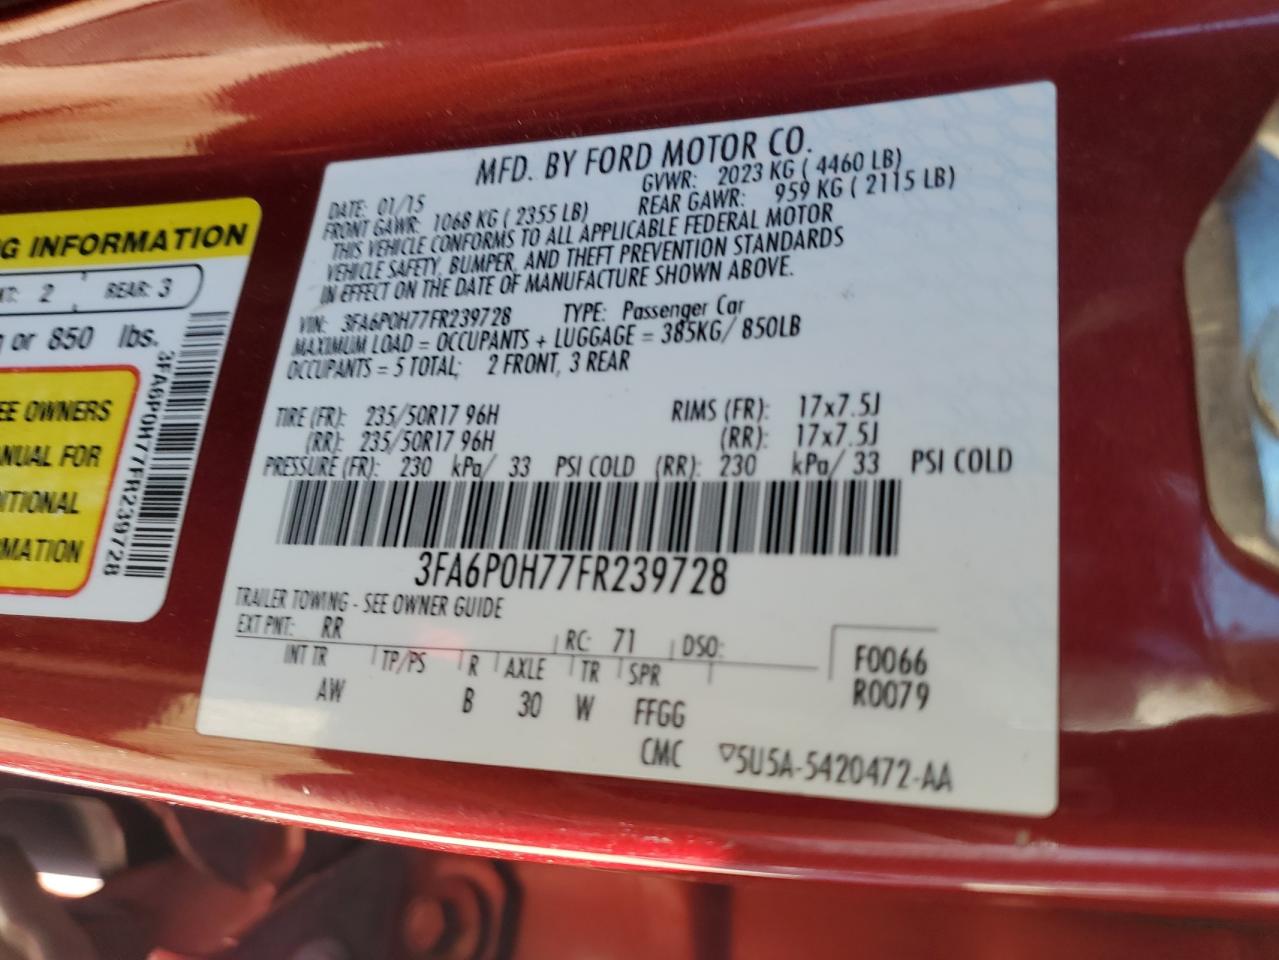 G INFORMATION
NT: 2 REAR: 3
g or 850 lbs.
EE OWNERS
NUAL FOR
ITIONAL
RMATION
3FA6P0H77FR239728
MFD. BY FORD MOTOR CO.
DATE: 01/15 GVWR: 2023 KG ( 4460 LB)
FRONT GAWR: 1068 KG ( 2355 LB) REAR GAWR: 959 KG ( 2115 LB)
THIS VEHICLE CONFORMS TO ALL APPLICABLE FEDERAL MOTOR
VEHICLE SAFETY, BUMPER, AND THEFT PREVENTION STANDARDS
IN EFFECT ON THE DATE OF MANUFACTURE SHOWN ABOVE.
VIN: 3FA6P0H77FR239728 TYPE: Passenger Car
MAXIMUM LOAD = OCCUPANTS + LUGGAGE = 385KG/ 850LB
OCCUPANTS = 5 TOTAL; 2 FRONT, 3 REAR
TIRE (FR): 235/50R17 96H RIMS (FR): 17x7.5J
(RR): 235/50R17 96H (RR): 17x7.5J
PRESSURE (FR): 230 kPa/ 33 PSI COLD (RR): 230 kPa/ 33 PSI COLD
3FA6P0H77FR239728
TRAILER TOWING - SEE OWNER GUIDE
EXT PNT: RR RC: 71 DSO:
INT TR TP/PS R AXLE TR SPR F0066
AW B 30 W FFGG R0079
CMC ▽5U5A-5420472-AA